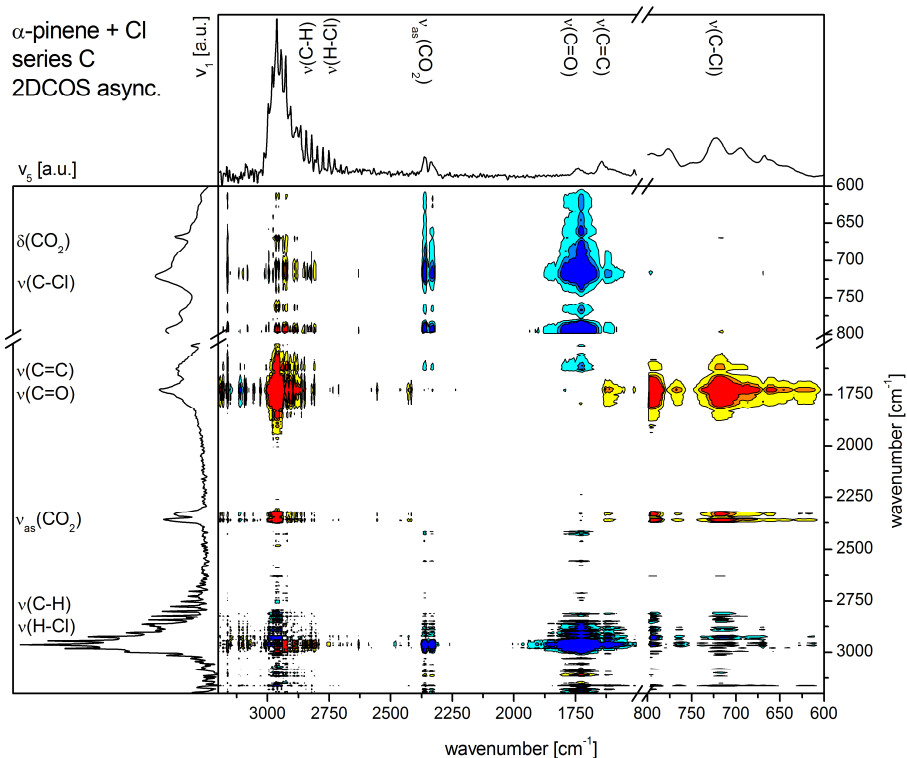 α-pinene + Cl
series C
2DCOS async.
ν₁ [a.u.]
ν(C-H)
ν(H-Cl)
νas(CO₂)
ν(C=O)
ν(C=C)
ν(C-Cl)
ν₅ [a.u.]
δ(CO₂)
ν(C-Cl)
ν(C=C)
ν(C=O)
νas(CO₂)
ν(C-H)
ν(H-Cl)
600
650
700
750
800
1750
2000
2250
2500
2750
3000
wavenumber [cm⁻¹]
3000 2750 2500 2250 2000 1750 800 750 700 650 600
wavenumber [cm⁻¹]